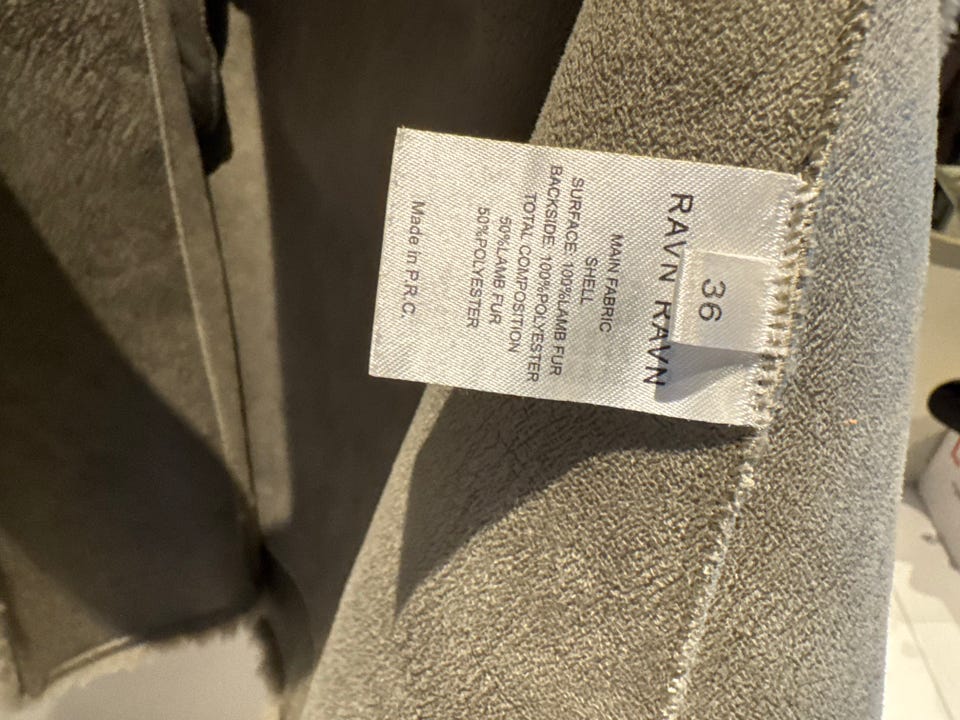 36
RAVN RAVN
MAIN FABRIC
SHELL
SURFACE: 100%LAMB FUR
BACKSIDE: 100%POLYESTER
TOTAL COMPOSITION
50%LAMB FUR
50%POLYESTER
Made in P.R.C.